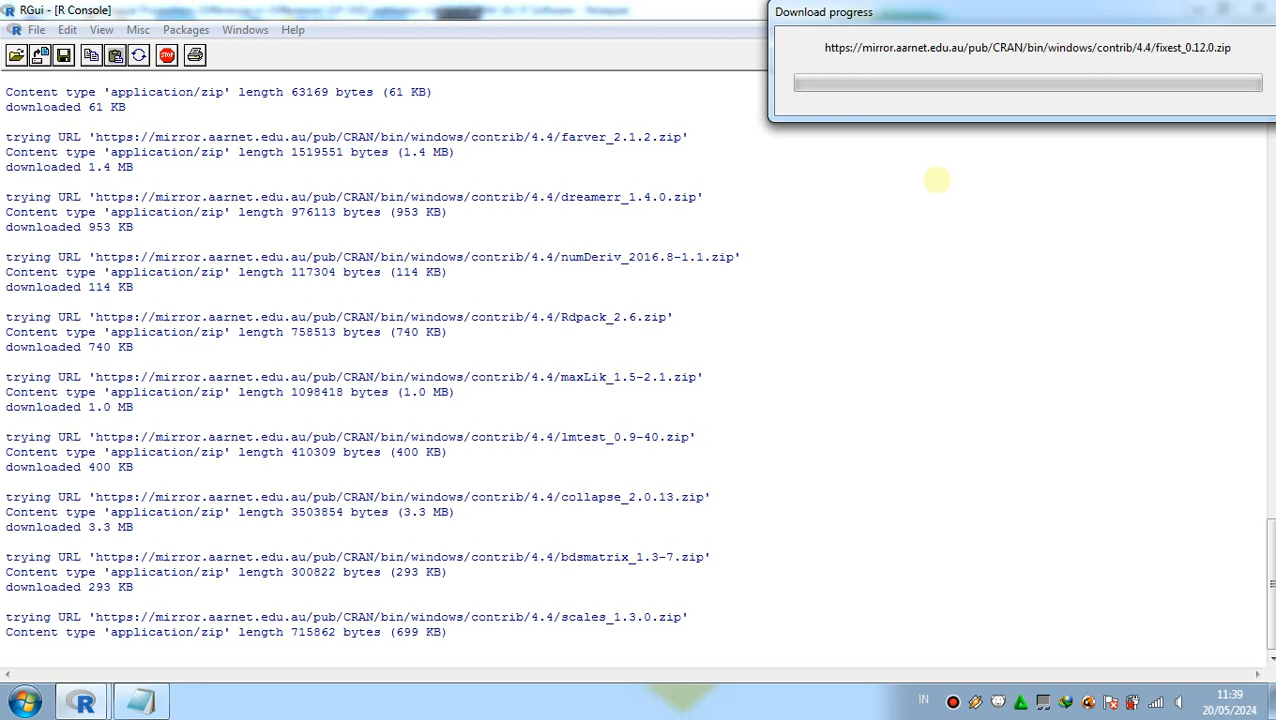 RGui - [R Console]
Download progress
File Edit View Misc Packages Windows Help
https://mirror.aarnet.edu.au/pub/CRAN/bin/windows/contrib/4.4/fixest_0.12.0.zip
STOP
Content type 'application/zip' length 63169 bytes (61 KB)
downloaded 61 KB
trying URL 'https://mirror.aarnet.edu.au/pub/CRAN/bin/windows/contrib/4.4/farver_2.1.2.zip'
Content type 'application/zip' length 1519551 bytes (1.4 MB)
downloaded 1.4 MB
trying URL 'https://mirror.aarnet.edu.au/pub/CRAN/bin/windows/contrib/4.4/dreamerr_1.4.0.zip'
Content type 'application/zip' length 976113 bytes (953 KB)
downloaded 953 KB
trying URL 'https://mirror.aarnet.edu.au/pub/CRAN/bin/windows/contrib/4.4/numDeriv_2016.8-1.1.zip'
Content type 'application/zip' length 117304 bytes (114 KB)
downloaded 114 KB
trying URL 'https://mirror.aarnet.edu.au/pub/CRAN/bin/windows/contrib/4.4/Rdpack_2.6.zip'
Content type 'application/zip' length 758513 bytes (740 KB)
downloaded 740 KB
trying URL 'https://mirror.aarnet.edu.au/pub/CRAN/bin/windows/contrib/4.4/maxLik_1.5-2.1.zip'
Content type 'application/zip' length 1098418 bytes (1.0 MB)
downloaded 1.0 MB
trying URL 'https://mirror.aarnet.edu.au/pub/CRAN/bin/windows/contrib/4.4/lmtest_0.9-40.zip'
Content type 'application/zip' length 410309 bytes (400 KB)
downloaded 400 KB
trying URL 'https://mirror.aarnet.edu.au/pub/CRAN/bin/windows/contrib/4.4/collapse_2.0.13.zip'
Content type 'application/zip' length 3503854 bytes (3.3 MB)
downloaded 3.3 MB
trying URL 'https://mirror.aarnet.edu.au/pub/CRAN/bin/windows/contrib/4.4/bdsmatrix_1.3-7.zip'
Content type 'application/zip' length 300822 bytes (293 KB)
downloaded 293 KB
trying URL 'https://mirror.aarnet.edu.au/pub/CRAN/bin/windows/contrib/4.4/scales_1.3.0.zip'
Content type 'application/zip' length 715862 bytes (699 KB)
IN
11:39
20/05/2024